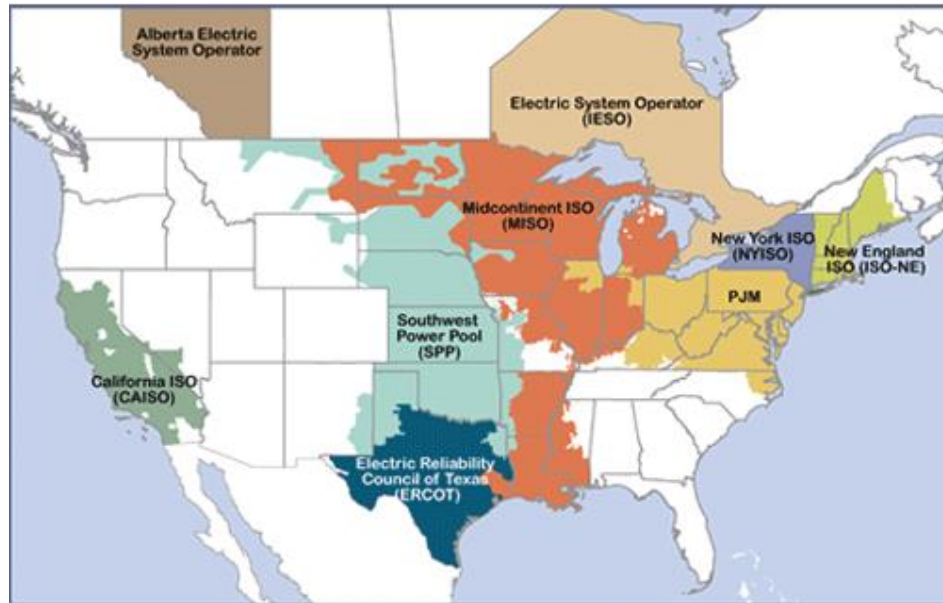 Alberta Electric
System Operator
Electric System Operator
(IESO)
Midcontinent ISO
(MISO)
New York ISO
(NYISO)
New England
ISO (ISO-NE)
PJM
Southwest
Power Pool
(SPP)
California ISO
(CAISO)
Electric Reliability
Council of Texas
(ERCOT)